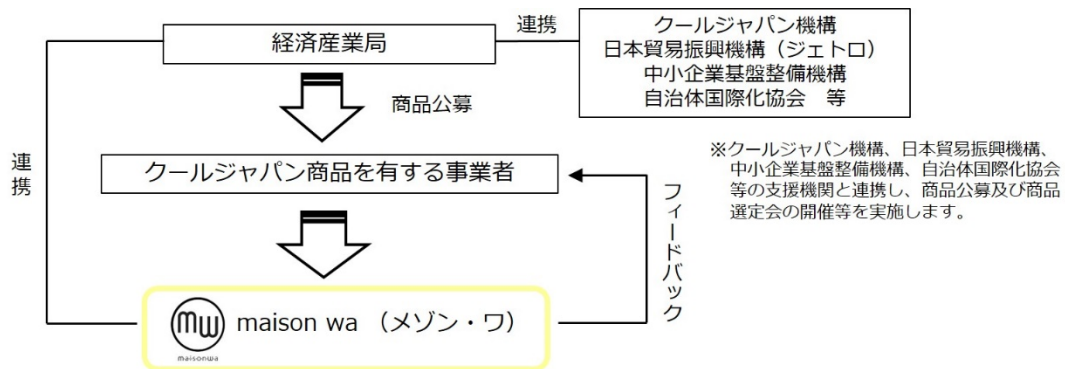 経済産業局
連携
クールジャパン機構
日本貿易振興機構（ジェトロ）
中小企業基盤整備機構
自治体国際化協会　等
商品公募
連携
クールジャパン商品を有する事業者
フィードバック
※クールジャパン機構、日本貿易振興機構、
中小企業基盤整備機構、自治体国際化協会
等の支援機関と連携し、商品公募及び商品
選定会の開催等を実施します。
mw
maisonwa
maison wa （メゾン・ワ）